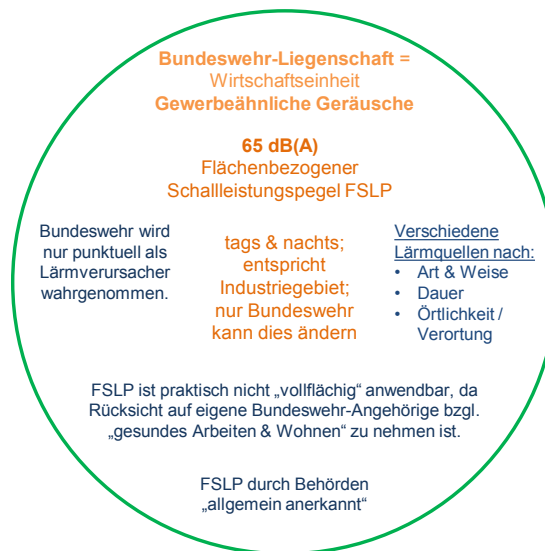 Bundeswehr-Liegenschaft =
Wirtschaftseinheit
Gewerbeähnliche Geräusche
65 dB(A)
Flächenbezogener
Schallleistungspegel FSLP
Bundeswehr wird
nur punktuell als
Lärmverursacher
wahrgenommen.
tags & nachts;
entspricht
Industriegebiet;
nur Bundeswehr
kann dies ändern
Verschiedene
Lärmquellen nach:
• Art & Weise
• Dauer
• Örtlichkeit /
Verortung
FSLP ist praktisch nicht „vollflächig“ anwendbar, da
Rücksicht auf eigene Bundeswehr-Angehörige bzgl.
„gesundes Arbeiten & Wohnen“ zu nehmen ist.
FSLP durch Behörden
„allgemein anerkannt“